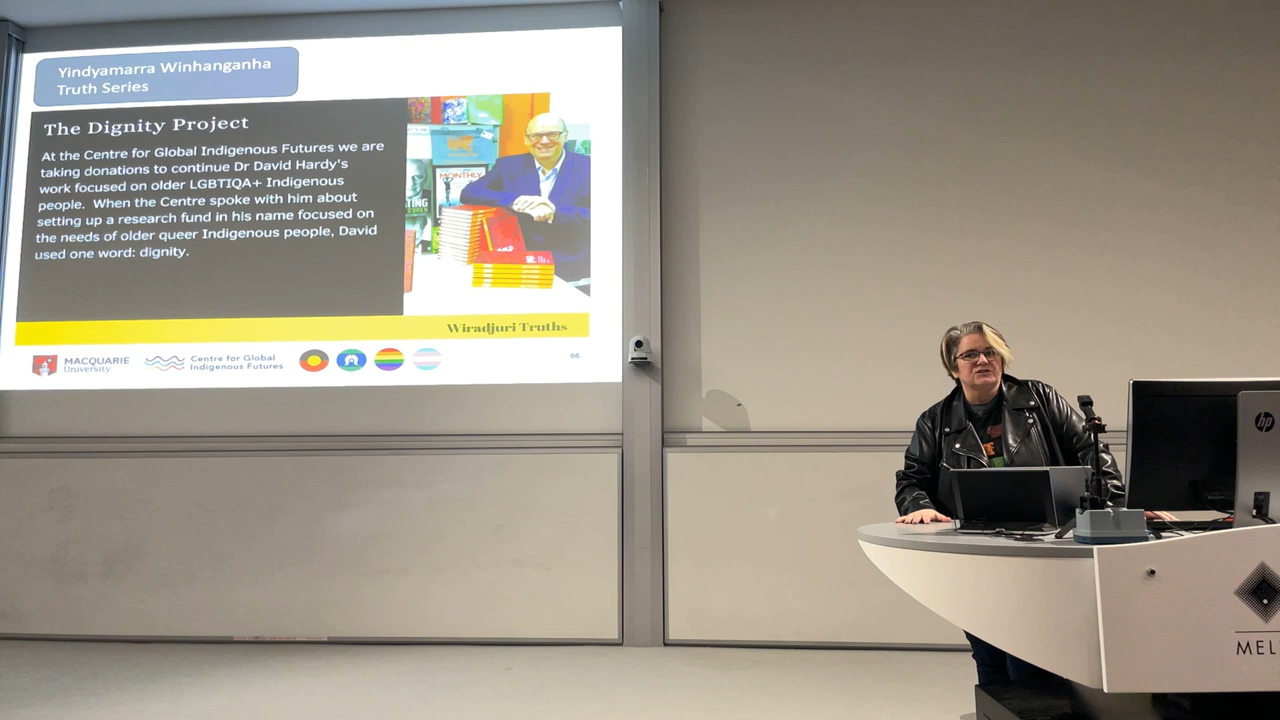 Yindyamarra Winhanganha
Truth Series
The Dignity Project
At the Centre for Global Indigenous Futures we are
taking donations to continue Dr David Hardy's
work focused on older LGBTIQA+ Indigenous
people. When the Centre spoke with him about
setting up a research fund in his name focused on
the needs of older queer Indigenous people, David
used one word: dignity.
MONTHLY
Wiradjuri Truths
MACQUARIE
University
Centre for Global
Indigenous Futures
66
hp
MEL